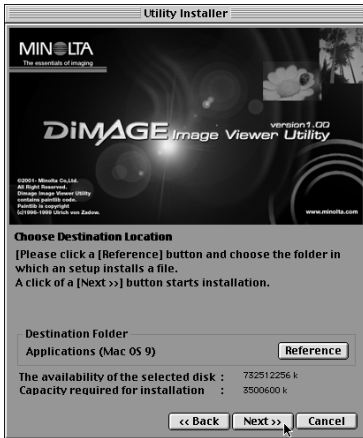 Utility Installer
MINOLTA
The essentials of imaging
version1.00
DiMAGE Image Viewer Utility
©2001- Minolta Co.,Ltd.
All Right Reserved.
Dimage Image Viewer Utility
contains paintlib code.
Paintlib is copyright
(c)1996-1999 Ulrich von Zadow.
www.minolta.com
Choose Destination Location
[Please click a [Reference] button and choose the folder in
which an setup installs a file.
A click of a [Next >>] button starts installation.
Destination Folder
Applications (Mac OS 9)
Reference
The availability of the selected disk : 732512256 k
Capacity required for installation : 3500600 k
<< Back Next >> Cancel